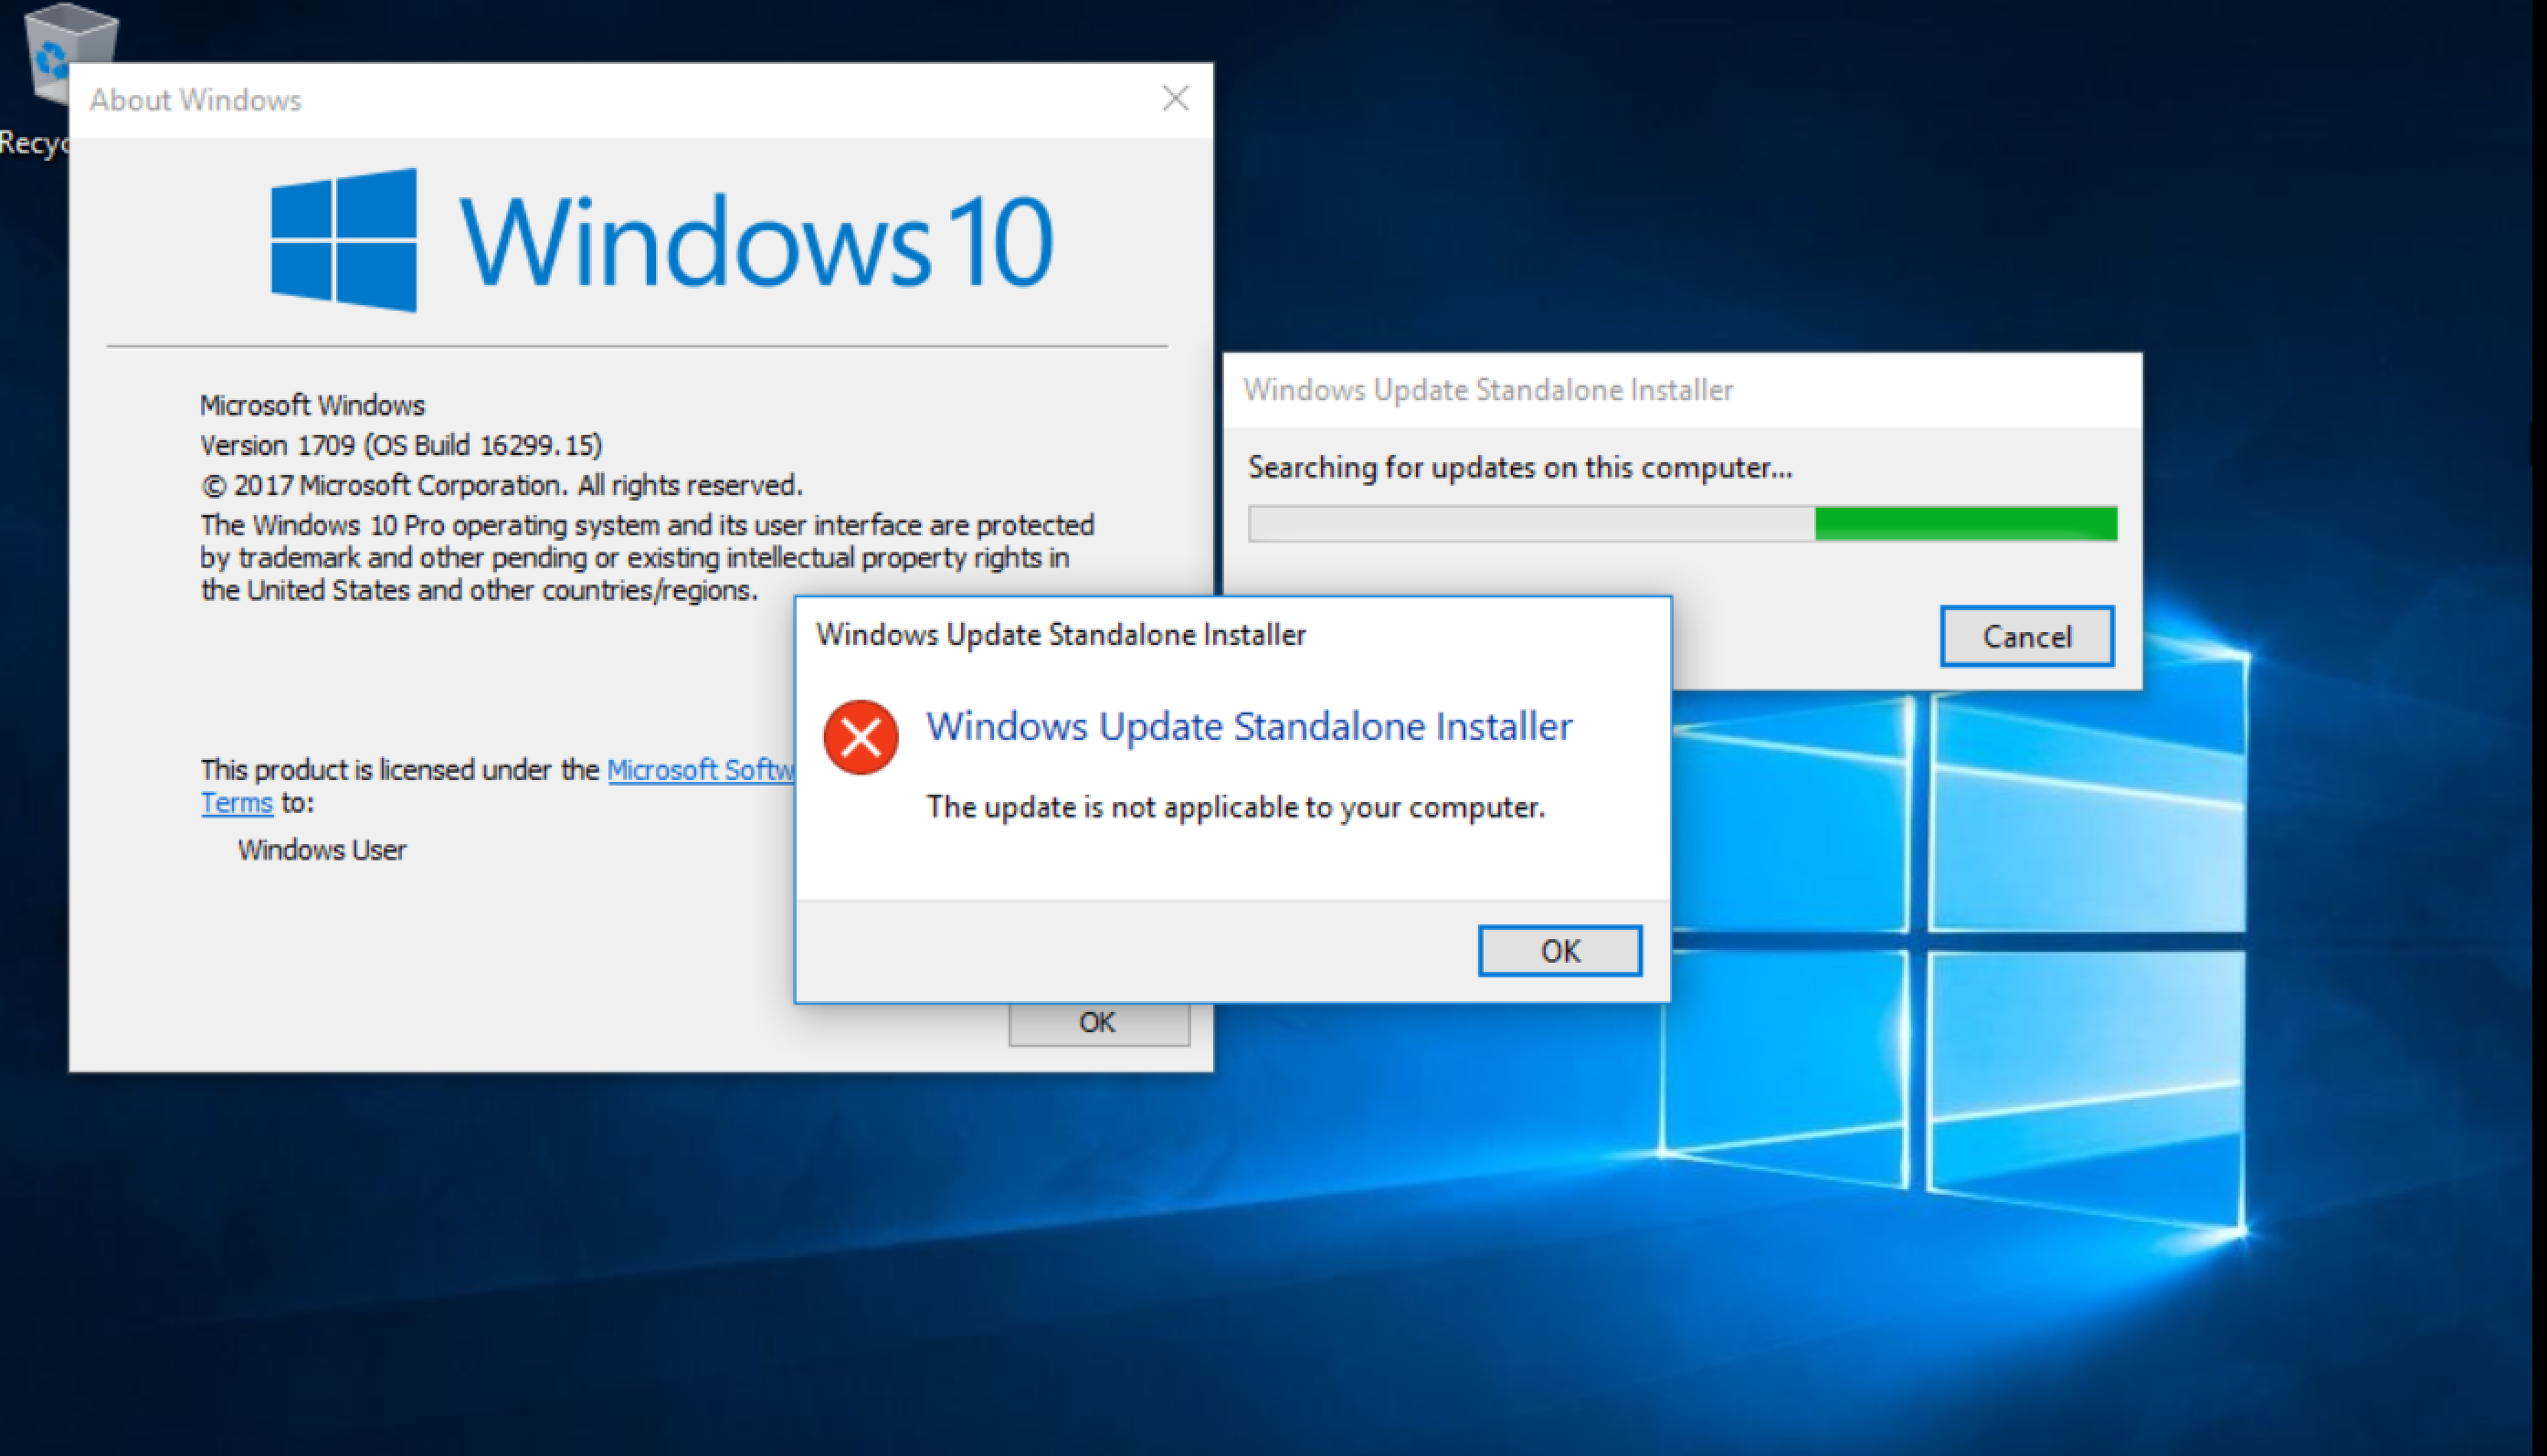 Recyc
About Windows
Windows 10
Microsoft Windows
Version 1709 (OS Build 16299.15)
© 2017 Microsoft Corporation. All rights reserved.
The Windows 10 Pro operating system and its user interface are protected
by trademark and other pending or existing intellectual property rights in
the United States and other countries/regions.
This product is licensed under the Microsoft Softw
Terms to:
Windows User
OK
Windows Update Standalone Installer
Searching for updates on this computer...
Cancel
Windows Update Standalone Installer
Windows Update Standalone Installer
The update is not applicable to your computer.
OK